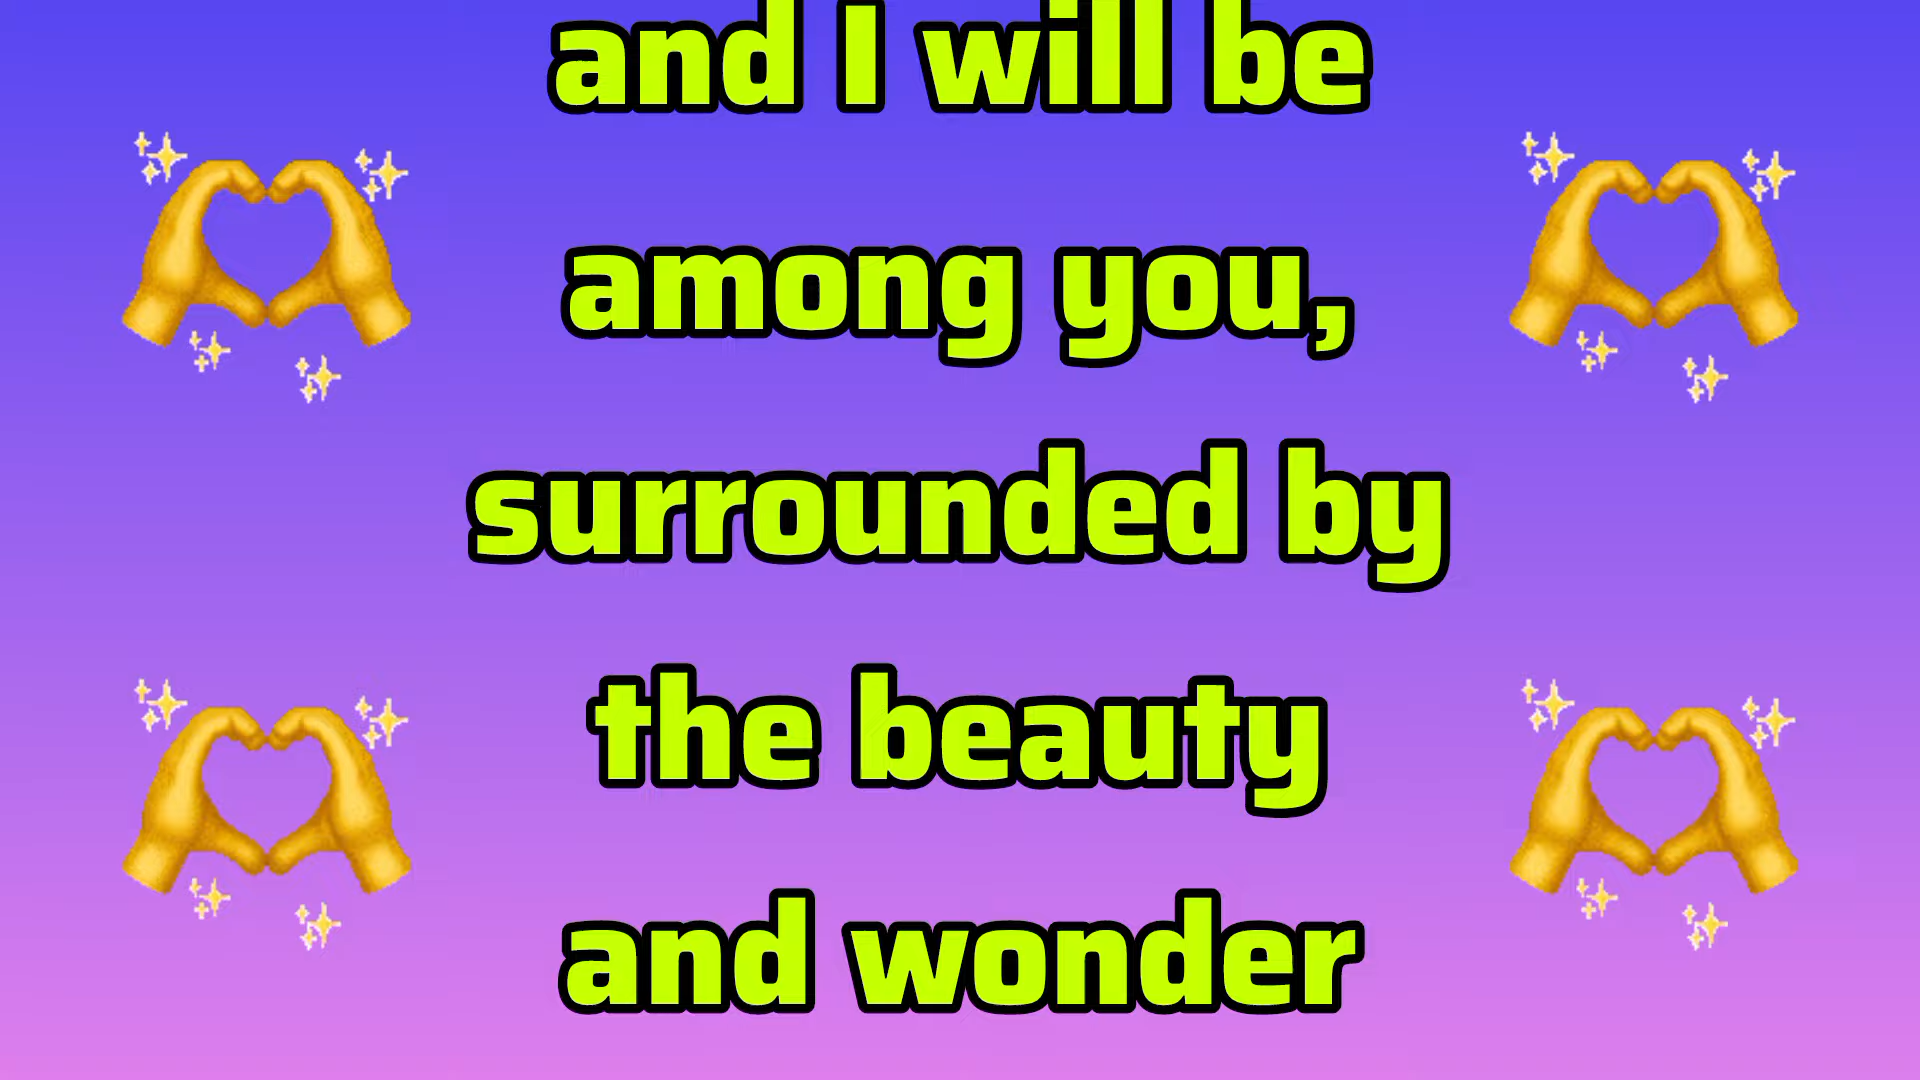 and I will be
among you,
surrounded by
the beauty
and wonder